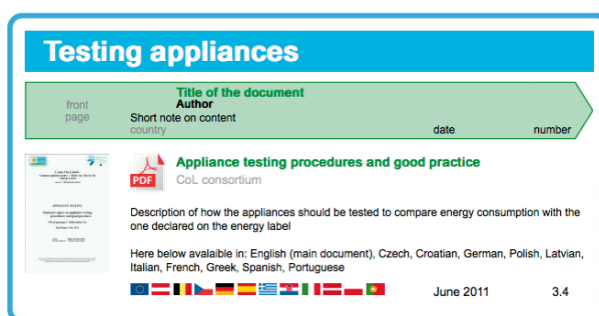 Testing appliances
front
page
Title of the document
Author
Short note on content
country
date
number
PDF
Appliance testing procedures and good practice
CoL consortium
Description of how the appliances should be tested to compare energy consumption with the
one declared on the energy label
Here below avalaible in: English (main document), Czech, Croatian, German, Polish, Latvian,
Italian, French, Greek, Spanish, Portuguese
June 2011
3.4